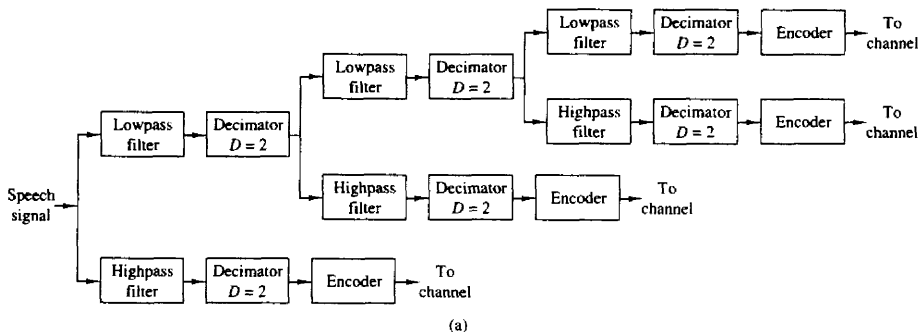 Lowpass
filter
Decimator
D = 2
Encoder
To
channel
Lowpass
filter
Decimator
D = 2
Highpass
filter
Decimator
D = 2
Encoder
To
channel
Lowpass
filter
Decimator
D = 2
Highpass
filter
Decimator
D = 2
Encoder
To
channel
Speech
signal
Highpass
filter
Decimator
D = 2
Encoder
To
channel
(a)